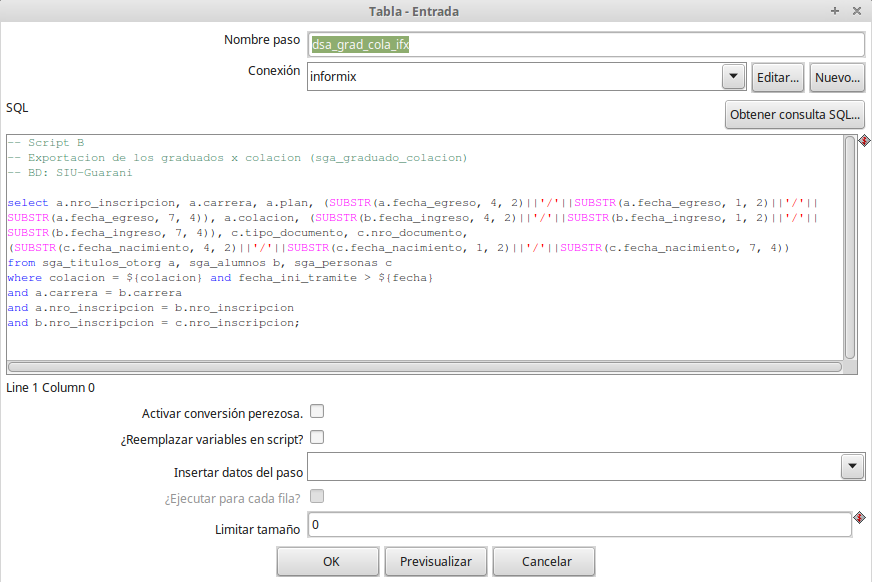 Tabla - Entrada
Nombre paso dsa_grad_cola_ifx
Conexión informix Editar... Nuevo...
SQL Obtener consulta SQL...
-- Script B
-- Exportacion de los graduados x colacion (sga_graduado_colacion)
-- BD: SIU-Guarani
select a.nro_inscripcion, a.carrera, a.plan, (SUBSTR(a.fecha_egreso, 4, 2)||'/'||SUBSTR(a.fecha_egreso, 1, 2)||'/'||
SUBSTR(a.fecha_egreso, 7, 4)), a.colacion, (SUBSTR(b.fecha_ingreso, 4, 2)||'/'||SUBSTR(b.fecha_ingreso, 1, 2)||'/'||
SUBSTR(b.fecha_ingreso, 7, 4)), c.tipo_documento, c.nro_documento,
(SUBSTR(c.fecha_nacimiento, 4, 2)||'/'||SUBSTR(c.fecha_nacimiento, 1, 2)||'/'||SUBSTR(c.fecha_nacimiento, 7, 4))
from sga_titulos_otorg a, sga_alumnos b, sga_personas c
where colacion = ${colacion} and fecha_ini_tramite > ${fecha}
and a.carrera = b.carrera
and a.nro_inscripcion = b.nro_inscripcion
and b.nro_inscripcion = c.nro_inscripcion;
Line 1 Column 0
Activar conversión perezosa.
¿Reemplazar variables en script?
Insertar datos del paso
¿Ejecutar para cada fila?
Limitar tamaño 0
OK Previsualizar Cancelar